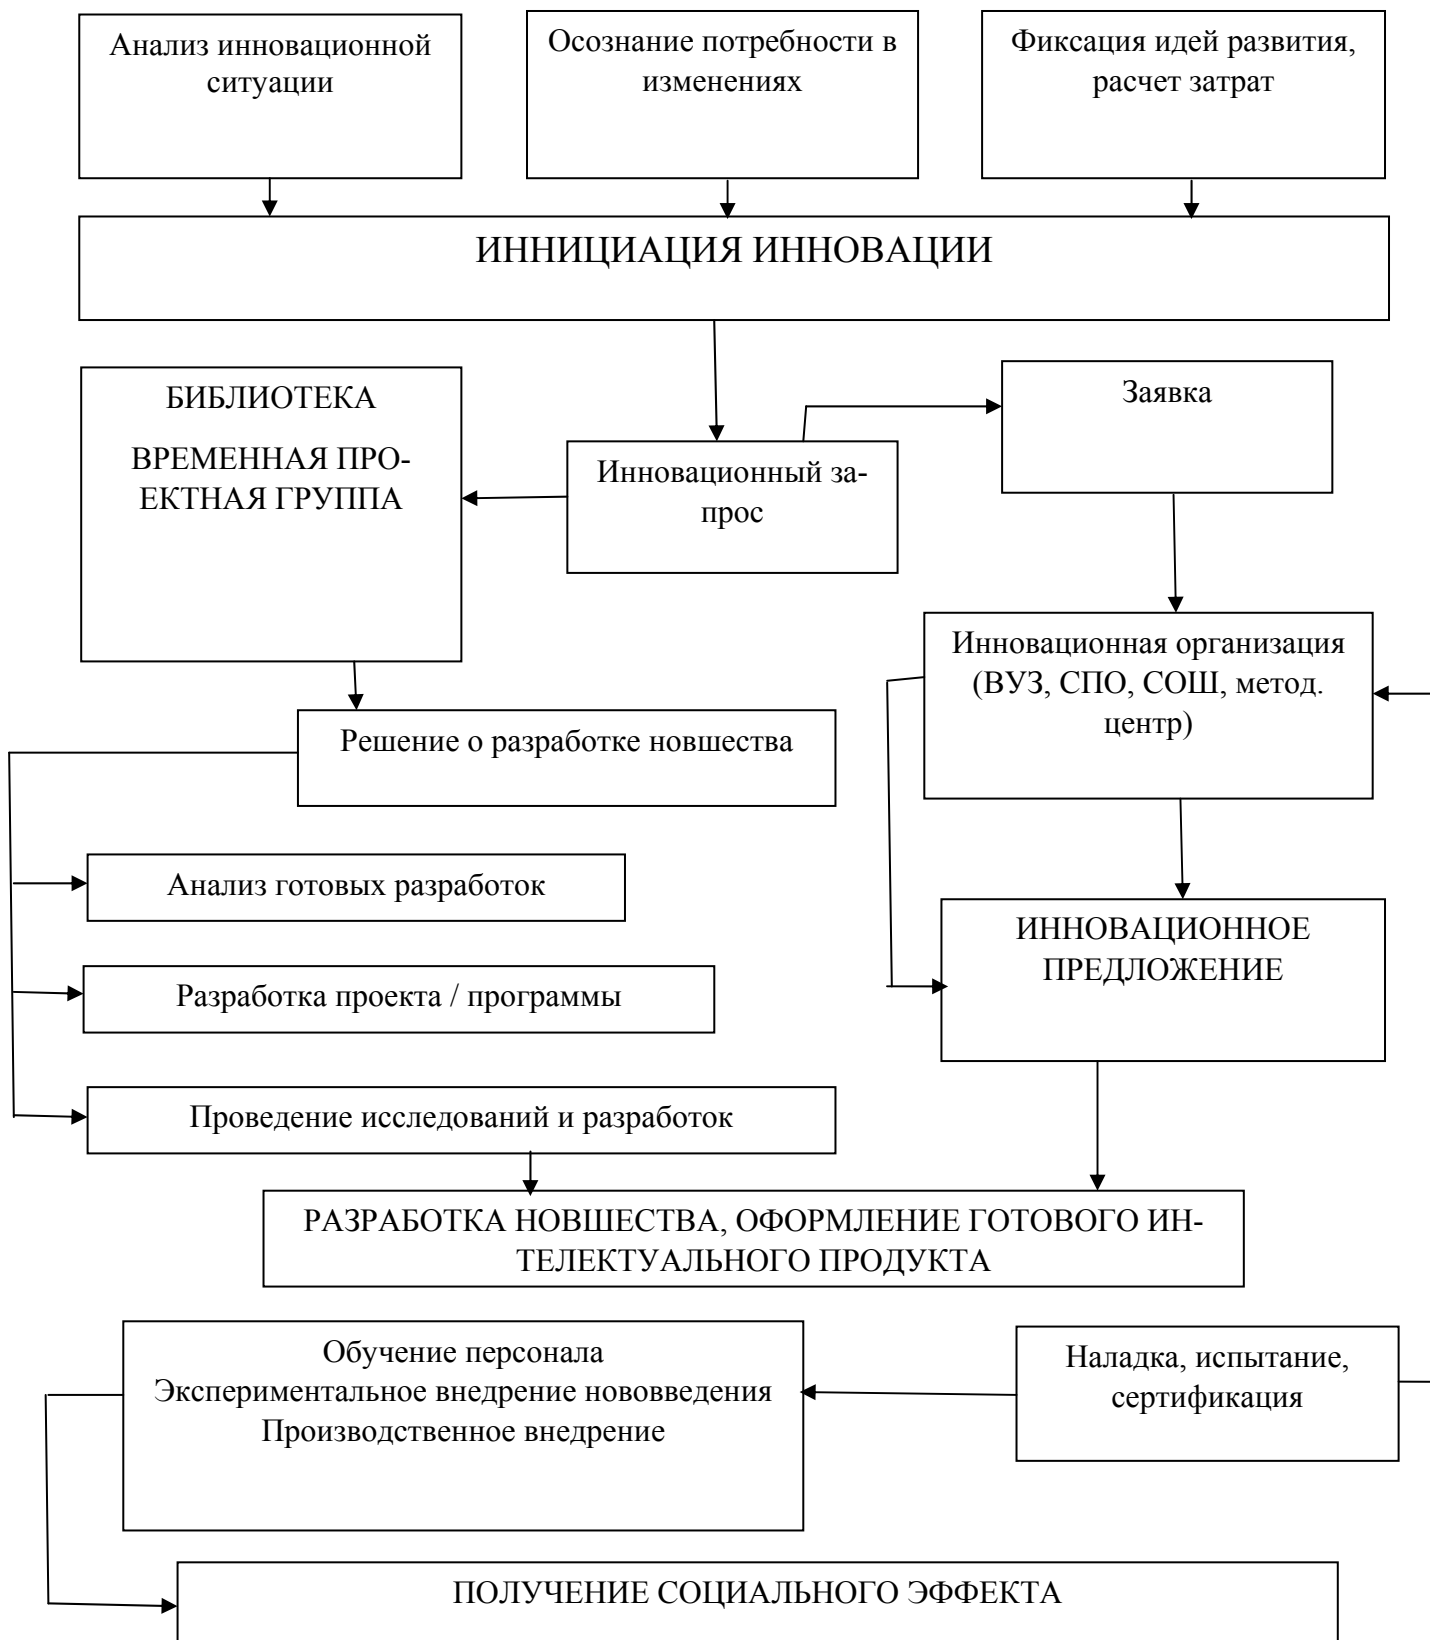 Анализ инновационной
ситуации
Осознание потребности в
изменениях
Фиксация идей развития,
расчет затрат
ИННИЦИАЦИЯ ИННОВАЦИИ
БИБЛИОТЕКА
ВРЕМЕННАЯ ПРО-
ЕКТНАЯ ГРУППА
Инновационный за-
прос
Заявка
Инновационная организация
(ВУЗ, СПО, СОШ, метод.
центр)
Решение о разработке новшества
Анализ готовых разработок
Разработка проекта / программы
Проведение исследований и разработок
ИННОВАЦИОННОЕ
ПРЕДЛОЖЕНИЕ
РАЗРАБОТКА НОВШЕСТВА, ОФОРМЛЕНИЕ ГОТОВОГО ИН-
ТЕЛЕКТУАЛЬНОГО ПРОДУКТА
Обучение персонала
Экспериментальное внедрение нововведения
Производственное внедрение
Наладка, испытание,
сертификация
ПОЛУЧЕНИЕ СОЦИАЛЬНОГО ЭФФЕКТА